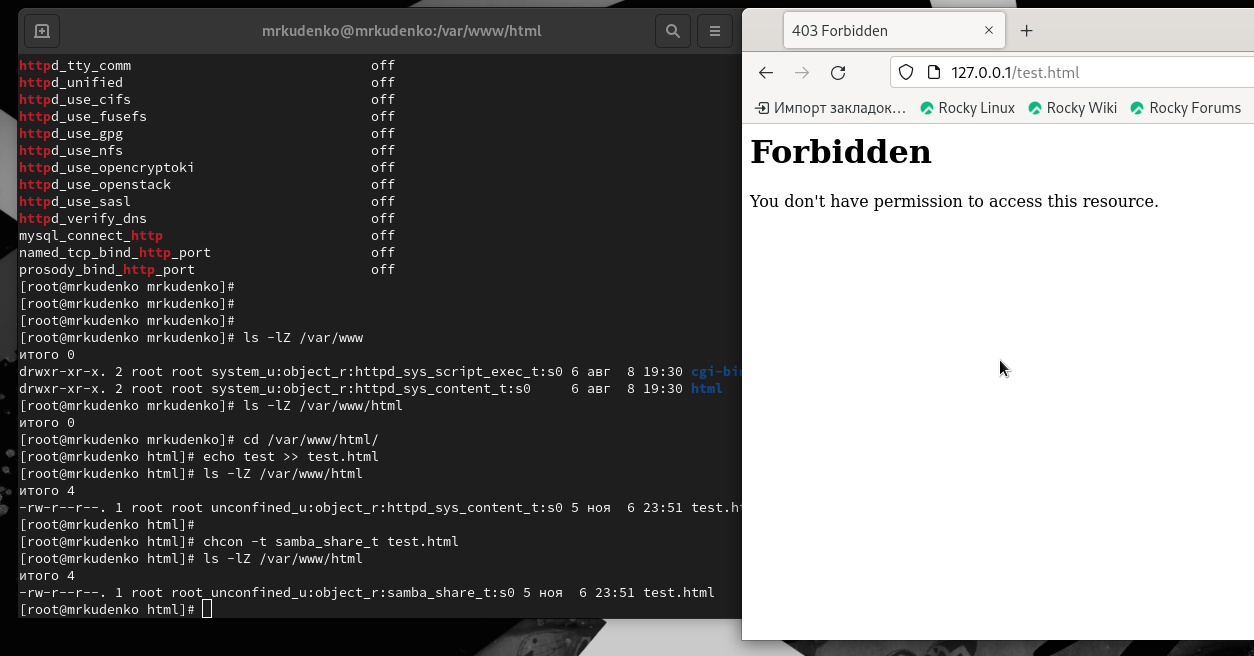 mrkudenko@mrkudenko:/var/www/html
httpd_tty_comm off
httpd_unified off
httpd_use_cifs off
httpd_use_fusefs off
httpd_use_gpg off
httpd_use_nfs off
httpd_use_opencryptoki off
httpd_use_openstack off
httpd_use_sasl off
httpd_verify_dns off
mysql_connect_http off
named_tcp_bind_http_port off
prosody_bind_http_port off
[root@mrkudenko mrkudenko]#
[root@mrkudenko mrkudenko]#
[root@mrkudenko mrkudenko]#
[root@mrkudenko mrkudenko]# ls -lZ /var/www
итого 0
drwxr-xr-x. 2 root root system_u:object_r:httpd_sys_script_exec_t:s0 6 авг  8 19:30 cgi-bin
drwxr-xr-x. 2 root root system_u:object_r:httpd_sys_content_t:s0     6 авг  8 19:30 html
[root@mrkudenko mrkudenko]# ls -lZ /var/www/html
итого 0
[root@mrkudenko mrkudenko]# cd /var/www/html/
[root@mrkudenko html]# echo test >> test.html
[root@mrkudenko html]# ls -lZ /var/www/html
итого 4
-rw-r--r--. 1 root root unconfined_u:object_r:httpd_sys_content_t:s0 5 ноя  6 23:51 test.ht
[root@mrkudenko html]#
[root@mrkudenko html]# chcon -t samba_share_t test.html
[root@mrkudenko html]# ls -lZ /var/www/html
итого 4
-rw-r--r--. 1 root root unconfined_u:object_r:samba_share_t:s0 5 ноя  6 23:51 test.html
[root@mrkudenko html]#
403 Forbidden
127.0.0.1/test.html
Импорт закладок… Rocky Linux Rocky Wiki Rocky Forums
Forbidden
You don't have permission to access this resource.